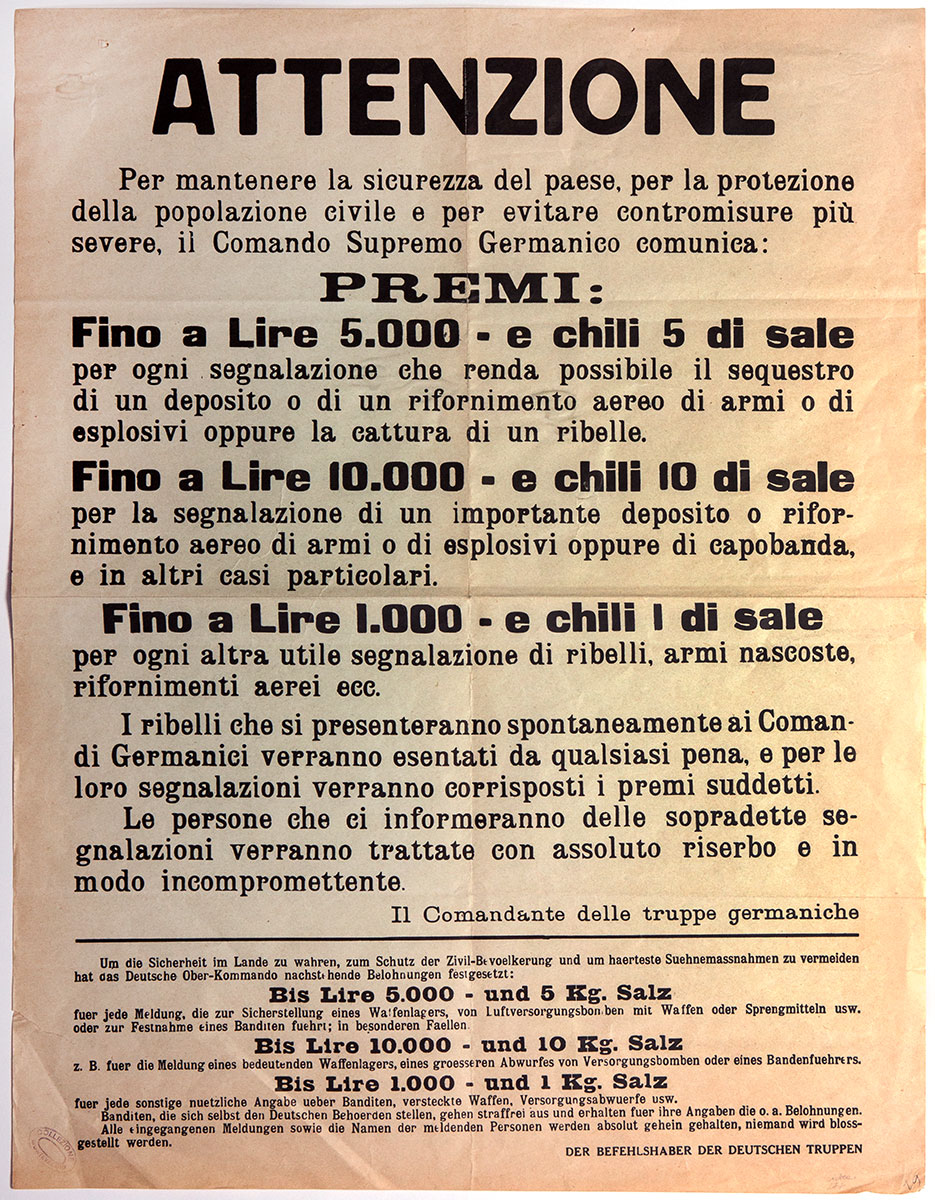 ATTENZIONE
Per mantenere la sicurezza del paese, per la protezione
della popolazione civile e per evitare contromisure più
severe, il Comando Supremo Germanico comunica:
PREMI:
Fino a Lire 5.000 - e chili 5 di sale
per ogni segnalazione che renda possibile il sequestro
di un deposito o di un rifornimento aereo di armi o di
esplosivi oppure la cattura di un ribelle.
Fino a Lire 10.000 - e chili 10 di sale
per la segnalazione di un importante deposito o rifor-
nimento aereo di armi o di esplosivi oppure di capobanda,
e in altri casi particolari.
Fino a Lire 1.000 - e chili 1 di sale
per ogni altra utile segnalazione di ribelli, armi nascoste,
rifornimenti aerei ecc.
I ribelli che si presenteranno spontaneamente ai Coman-
di Germanici verranno esentati da qualsiasi pena, e per le
loro segnalazioni verranno corrisposti i premi suddetti.
Le persone che ci informeranno delle sopradette se-
gnalazioni verranno trattate con assoluto riserbo e in
modo incompromettente.
Il Comandante delle truppe germaniche
Um die Sicherheit im Lande zu wahren, zum Schutz der Zivil-Bevoelkerung und um haerteste Suehnemassnahmen zu vermeiden
hat das Deutsche Ober-Kommando nachstehende Belohnungen festgesetzt:
Bis Lire 5.000 - und 5 Kg. Salz
fuer jede Meldung, die zur Sicherstellung eines Waffenlagers, von Luftversorgungsbomben mit Waffen oder Sprengmitteln usw.
oder zur Festnahme eines Banditen fuehrt; in besonderen Faellen
Bis Lire 10.000 - und 10 Kg. Salz
z. B. fuer die Meldung eines bedeutenden Waffenlagers, eines groesseren Abwurfes von Versorgungsbomben oder eines Bandenfuehrers.
Bis Lire 1.000 - und 1 Kg. Salz
fuer jede sonstige nuetzliche Angabe ueber Banditen, versteckte Waffen, Versorgungsabwuerfe usw.
Banditen, die sich selbst den Deutschen Behoerden stellen, gehen straffrei aus und erhalten fuer ihre Angaben die o. a. Belohnungen.
Alle eingegangenen Meldungen sowie die Namen der meldenden Personen werden absolut gehein gehalten, niemand wird bloss-
gestellt werden.
DER BEFEHLSHABER DER DEUTSCHEN TRUPPEN